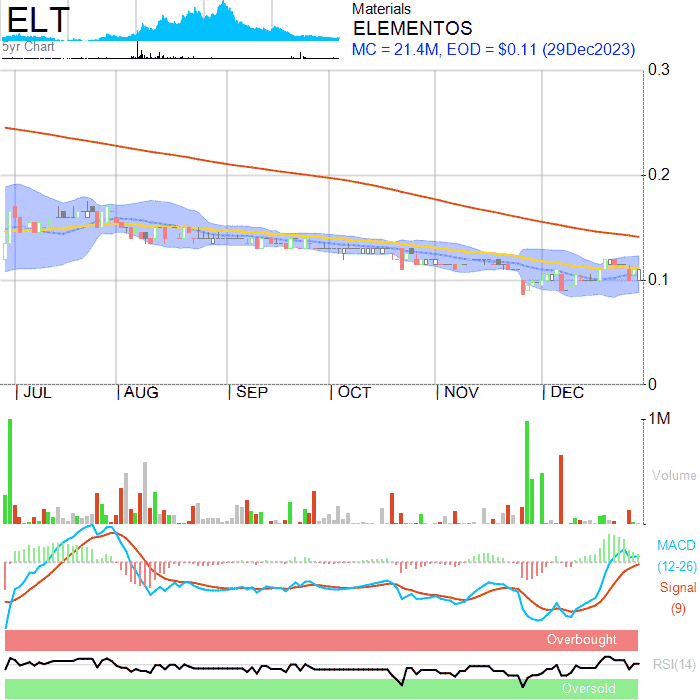 ELT
5yr Chart
Materials
ELEMENTOS
MC = 21.4M, EOD = $0.11 (29Dec2023)
0.3
0.2
0.1
0
JUL AUG SEP OCT NOV DEC
1M
Volume
MACD
(12-26)
Signal
(9)
Overbought
RSI(14)
Oversold